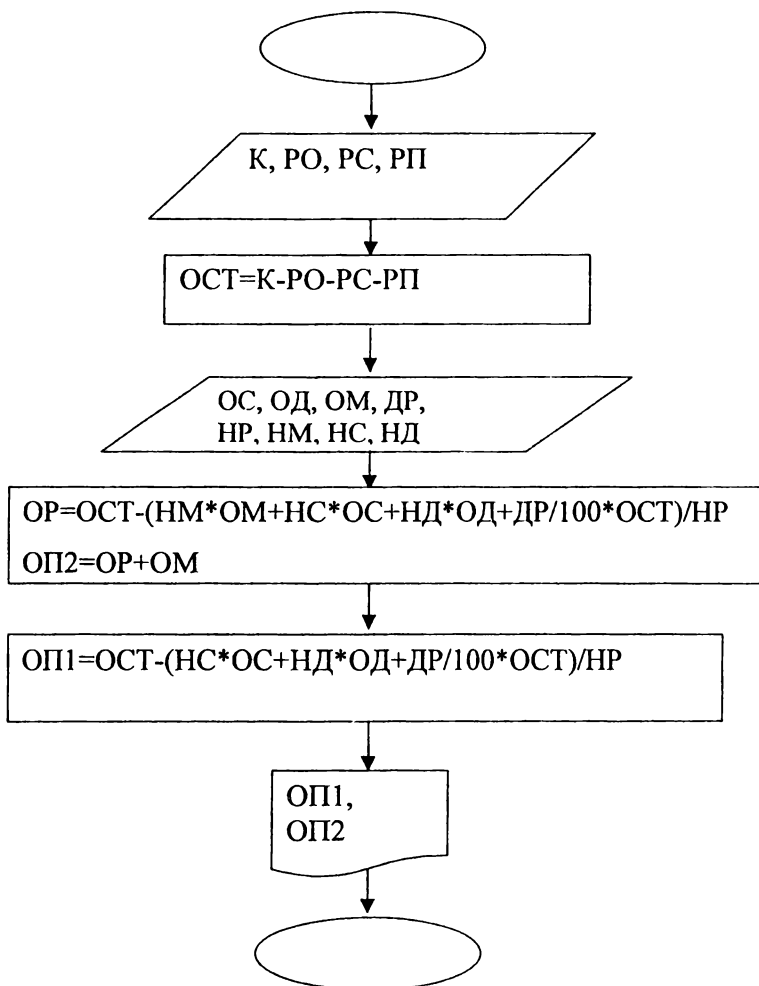 К, РО, РС, РП
ОСТ=К-РО-РС-РП
ОС, ОД, ОМ, ДР,
НР, НМ, НС, НД
ОР=ОСТ-(НМ*ОМ+НС*ОС+НД*ОД+ДР/100*ОСТ)/НР
ОП2=ОР+ОМ
ОП1=ОСТ-(НС*ОС+НД*ОД+ДР/100*ОСТ)/НР
ОП1,
ОП2